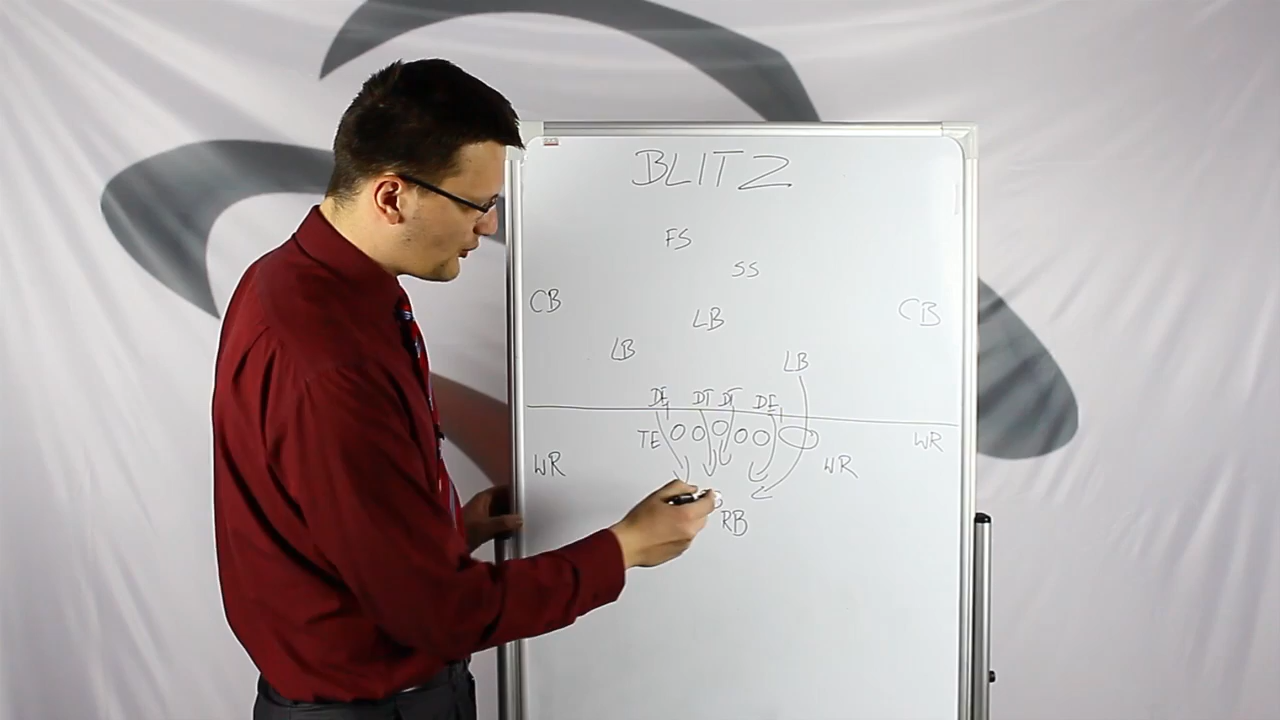 BLITZ
FS
SS
CB LB CB
LB LB
DE DT DT DE
TE O O O O O WR
WR WR
RB